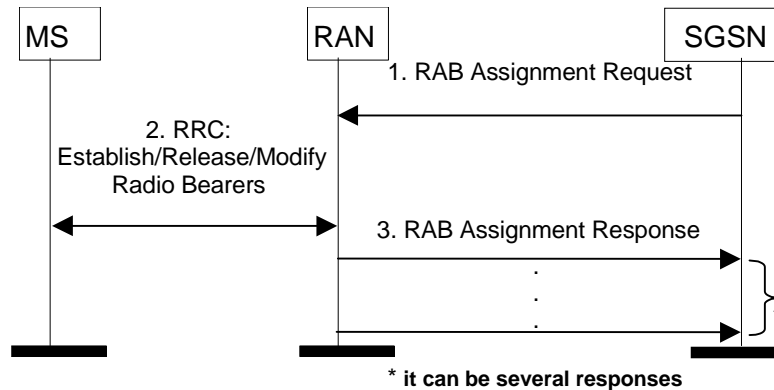 MS
RAN
SGSN
1. RAB Assignment Request
2. RRC:
Establish/Release/Modify
Radio Bearers
3. RAB Assignment Response
.
.
.
* it can be several responses